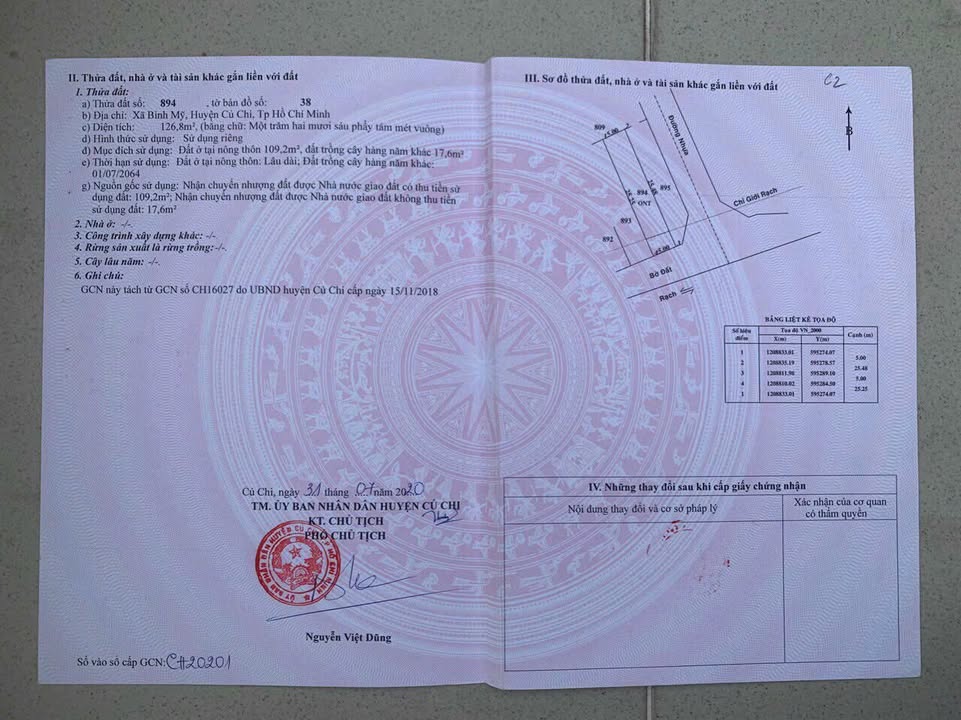 II. Thửa đất, nhà ở và tài sản khác gắn liền với đất
1. Thửa đất:
a) Thửa đất số: 894 , tờ bản đồ số: 38
b) Địa chỉ: Xã Bình Mỹ, Huyện Củ Chi, Tp Hồ Chí Minh
c) Diện tích: 126,8m², (bằng chữ: Một trăm hai mươi sáu phẩy tám mét vuông)
d) Hình thức sử dụng: Sử dụng riêng
đ) Mục đích sử dụng: Đất ở tại nông thôn 109,2m², đất trồng cây hàng năm khác 17,6m²
e) Thời hạn sử dụng: Đất ở tại nông thôn: Lâu dài; Đất trồng cây hàng năm khác:
01/07/2064
g) Nguồn gốc sử dụng: Nhận chuyển nhượng đất được Nhà nước giao đất có thu tiền sử
dụng đất: 109,2m²; Nhận chuyển nhượng đất được Nhà nước giao đất không thu tiền
sử dụng đất: 17,6m²
2. Nhà ở: -/-.
3. Công trình xây dựng khác: -/-.
4. Rừng sản xuất là rừng trồng:-/-.
5. Cây lâu năm: -/-.
6. Ghi chú:
GCN này tách từ GCN số CH16027 do UBND huyện Củ Chi cấp ngày 15/11/2018
Củ Chi, ngày 31 tháng 07 năm 2020
TM. ỦY BAN NHÂN DÂN HUYỆN CỦ CHI
KT. CHỦ TỊCH
PHÓ CHỦ TỊCH
Nguyễn Việt Dũng
Số vào sổ cấp GCN: CH20201
III. Sơ đồ thửa đất, nhà ở và tài sản khác gắn liền với đất
C2
B
809
Đường Nhựa
5.00
2
25.25
25.48
894
ONT
895
Chỉ Giới Rạch
893
892
5.00
3
Bờ Đất
Rạch
BẢNG LIỆT KÊ TỌA ĐỘ
Số hiệu điểm Tọa độ VN_2000 Cạnh (m)
X(m) Y(m)
1 1208833.01 595274.07
5.00
2 1208835.19 595278.57
25.48
3 1208811.90 595289.10
5.00
4 1208810.02 595284.50
25.25
1 1208833.01 595274.07
IV. Những thay đổi sau khi cấp giấy chứng nhận
Nội dung thay đổi và cơ sở pháp lý
Xác nhận của cơ quan
có thẩm quyền